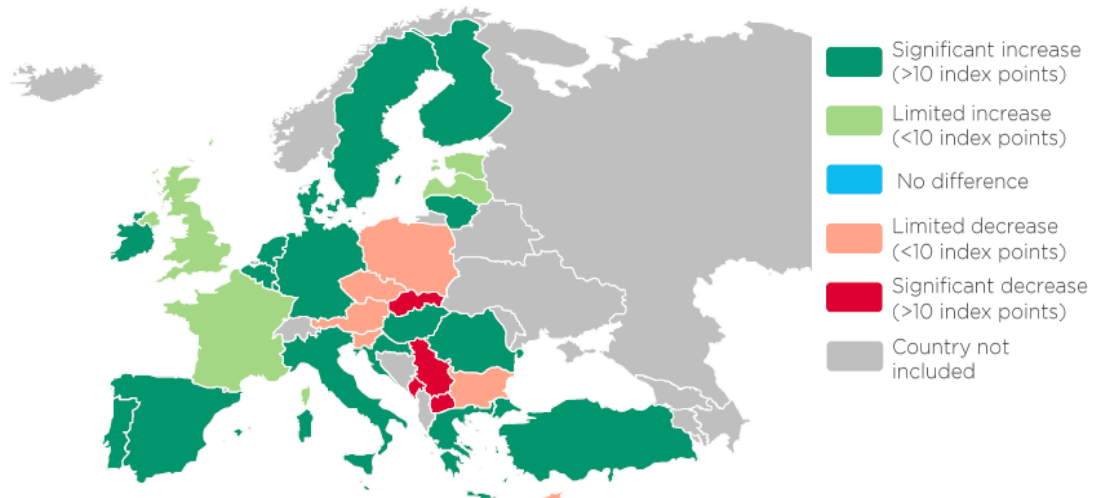 Significant increase
(>10 index points)
Limited increase
(<10 index points)
No difference
Limited decrease
(<10 index points)
Significant decrease
(>10 index points)
Country not
included